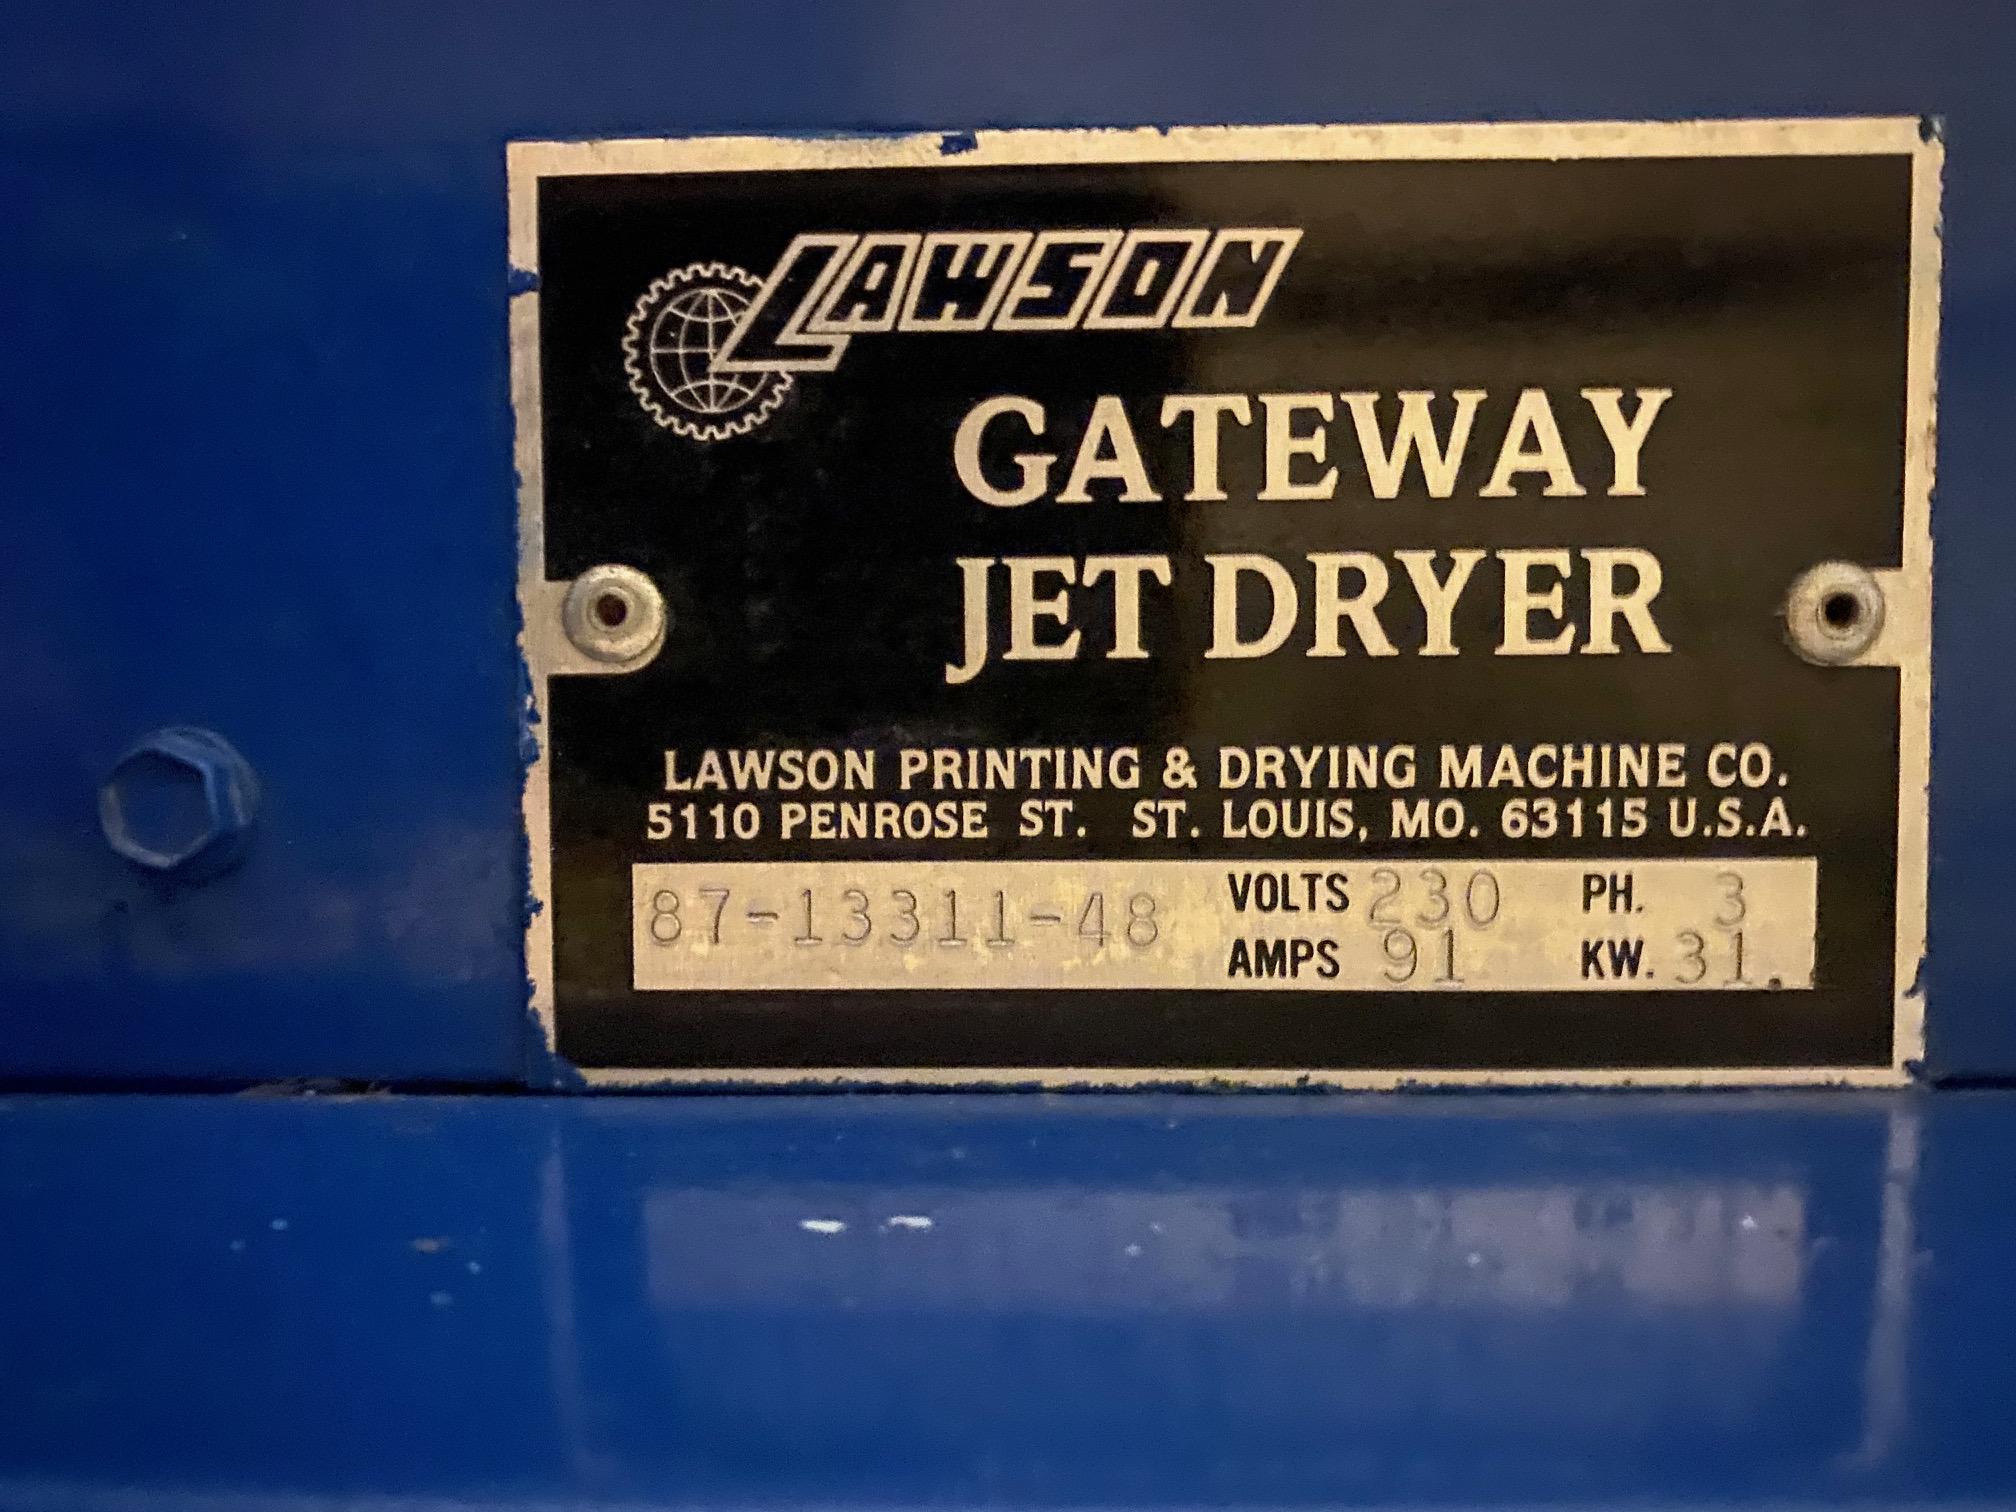 LAWSON
GATEWAY
JET DRYER
LAWSON PRINTING & DRYING MACHINE CO.
5110 PENROSE ST. ST. LOUIS, MO. 63115 U.S.A.
87-13311-48 VOLTS 230 PH. 3
AMPS 91 KW. 31.